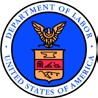 DEPARTMENT OF LABOR
UNITED STATES OF AMERICA